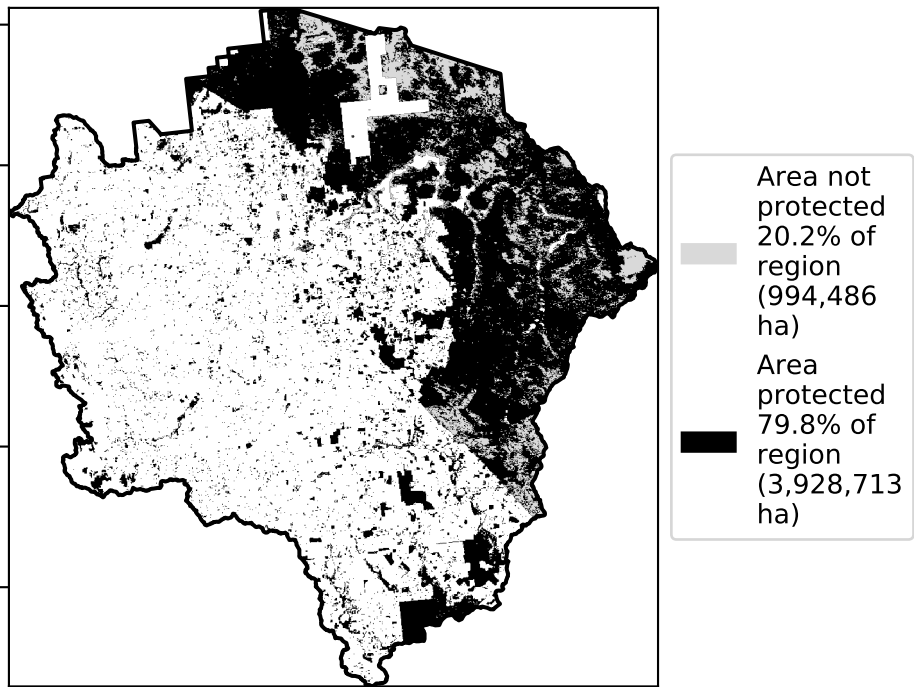 Area not
protected
20.2% of
region
(994,486
ha)
Area
protected
79.8% of
region
(3,928,713
ha)